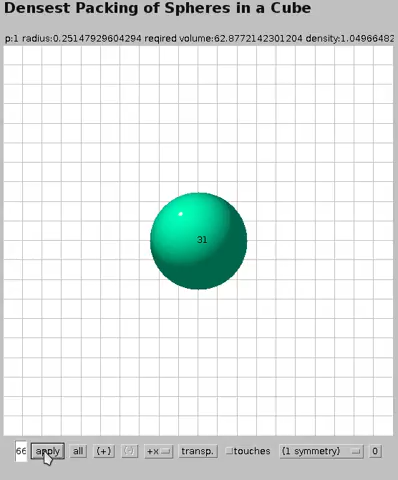 Densest Packing of Spheres in a Cube
p:1 radius:0.25147929604294 reqired volume:62.8772142301204 density:1.04966482
31
66 apply all (+) (-) +x transp. touches (1 symmetry) 0